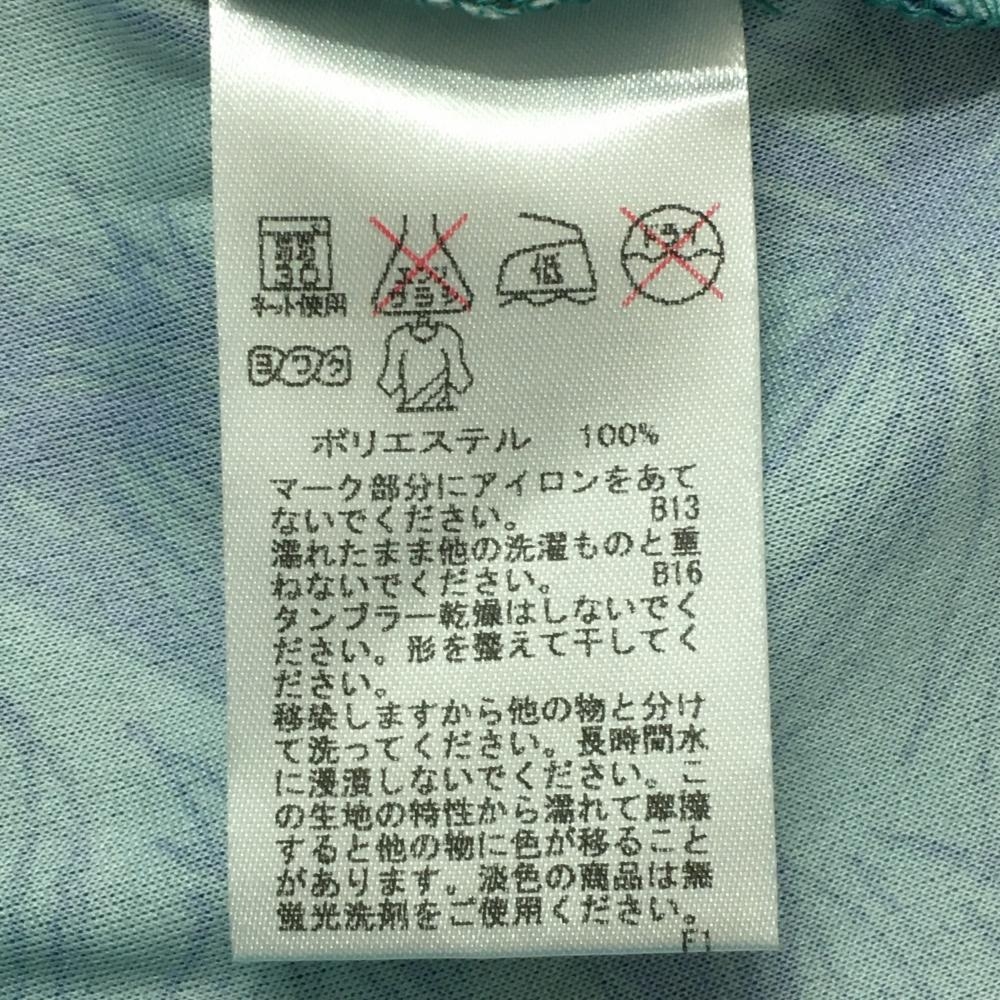 弱
30
ネット使用
エンソ
サラシ
低
ドライ
ヨワク
ポリエステル 100%
マーク部分にアイロンをあて
ないでください。 B13
濡れたまま他の洗濯ものと重
ねないでください。 B16
タンブラー乾燥はしないでく
ださい。形を整えて干してく
ださい。
移染しますから他の物と分け
て洗ってください。長時間水
に浸漬しないでください。こ
の生地の特性から濡れて摩擦
すると他の物に色が移ること
があります。淡色の商品は無
蛍光洗剤をご使用ください。
F1